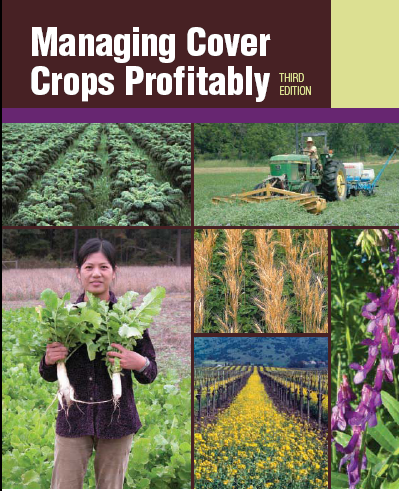 Managing Cover
Crops Profitably
THIRD
EDITION